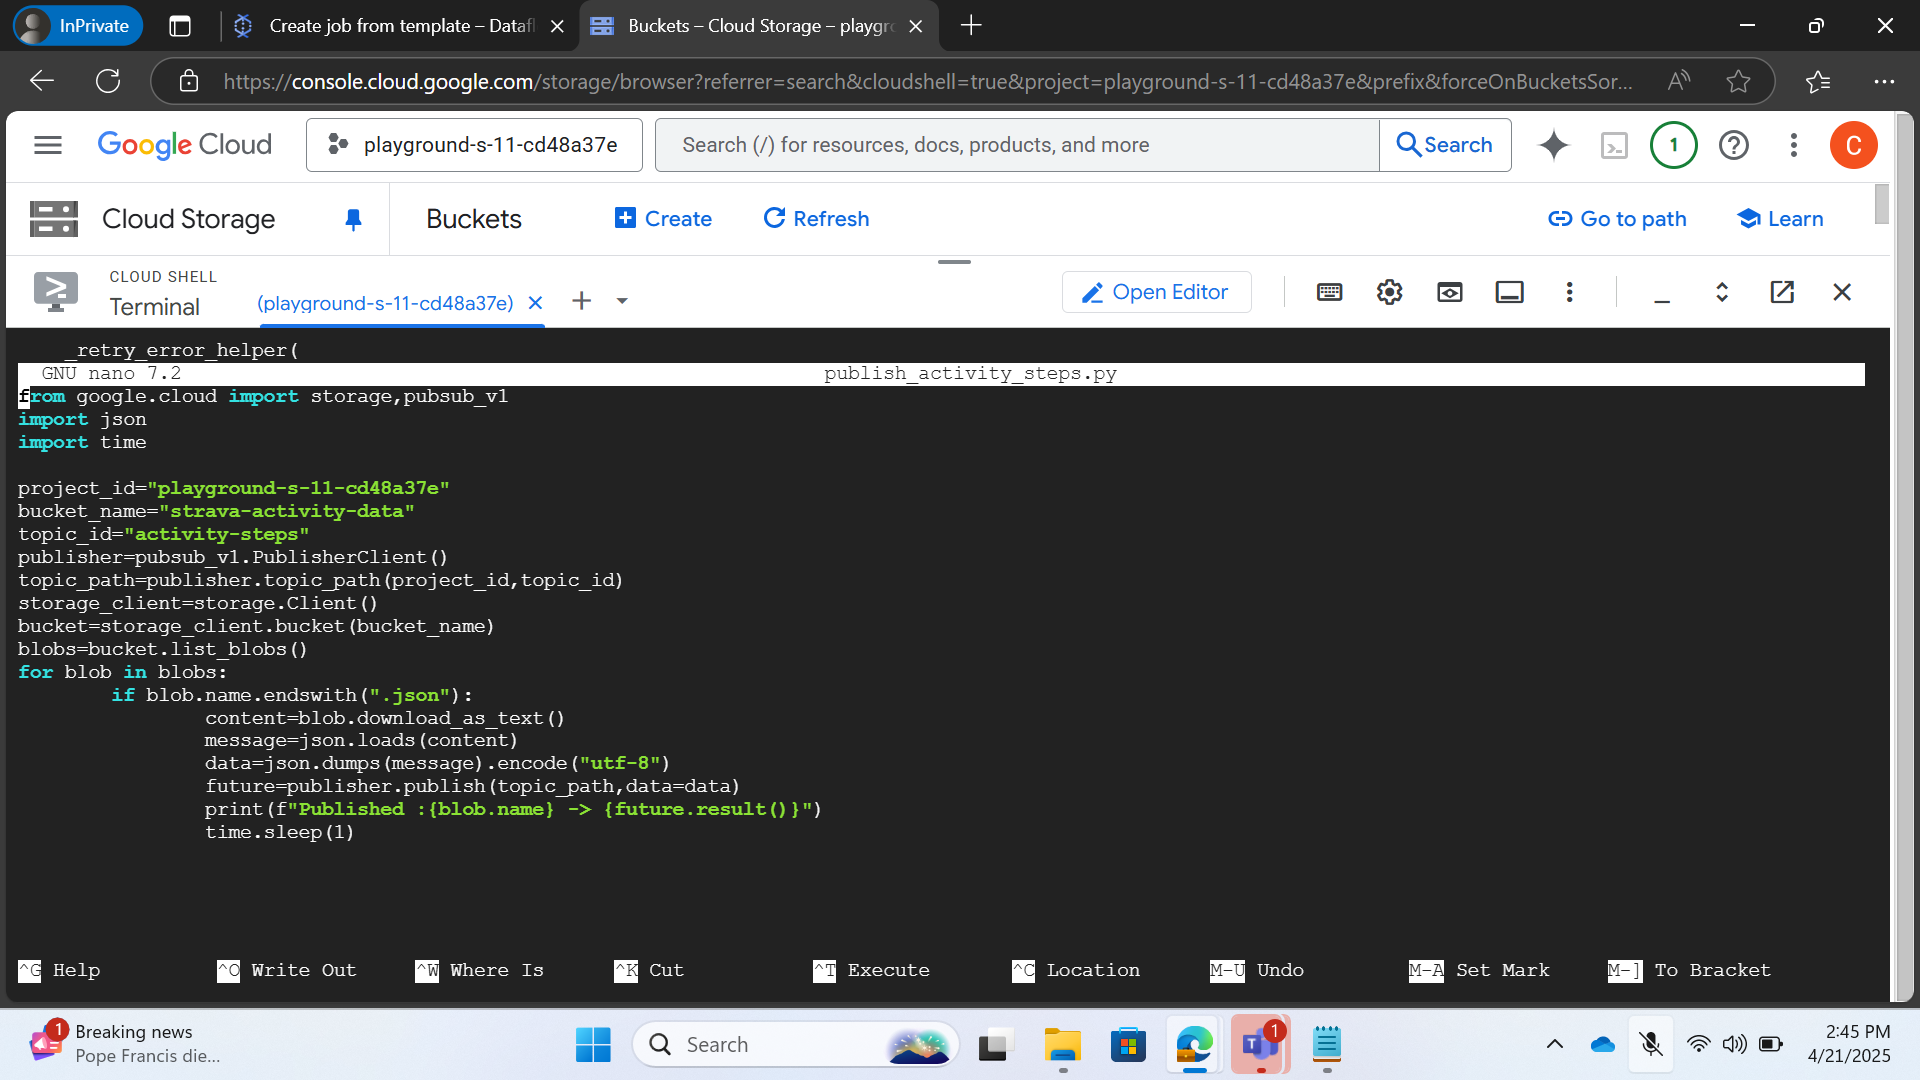 InPrivate
Create job from template – Datafl
Buckets – Cloud Storage – playgro
https://console.cloud.google.com/storage/browser?referrer=search&cloudshell=true&project=playground-s-11-cd48a37e&prefix&forceOnBucketsSor...
Google Cloud
playground-s-11-cd48a37e
Search (/) for resources, docs, products, and more
Search
1
C
Cloud Storage
Buckets
Create
Refresh
Go to path
Learn
CLOUD SHELL
Terminal
(playground-s-11-cd48a37e)
Open Editor
_retry_error_helper(
GNU nano 7.2
publish_activity_steps.py
from google.cloud import storage,pubsub_v1
import json
import time
project_id="playground-s-11-cd48a37e"
bucket_name="strava-activity-data"
topic_id="activity-steps"
publisher=pubsub_v1.PublisherClient()
topic_path=publisher.topic_path(project_id,topic_id)
storage_client=storage.Client()
bucket=storage_client.bucket(bucket_name)
blobs=bucket.list_blobs()
for blob in blobs:
        if blob.name.endswith(".json"):
                content=blob.download_as_text()
                message=json.loads(content)
                data=json.dumps(message).encode("utf-8")
                future=publisher.publish(topic_path,data=data)
                print(f"Published :{blob.name} -> {future.result()}")
                time.sleep(1)
^G Help
^O Write Out
^W Where Is
^K Cut
^T Execute
^C Location
M-U Undo
M-A Set Mark
M-] To Bracket
1
Breaking news
Pope Francis die...
Search
1
2:45 PM
4/21/2025